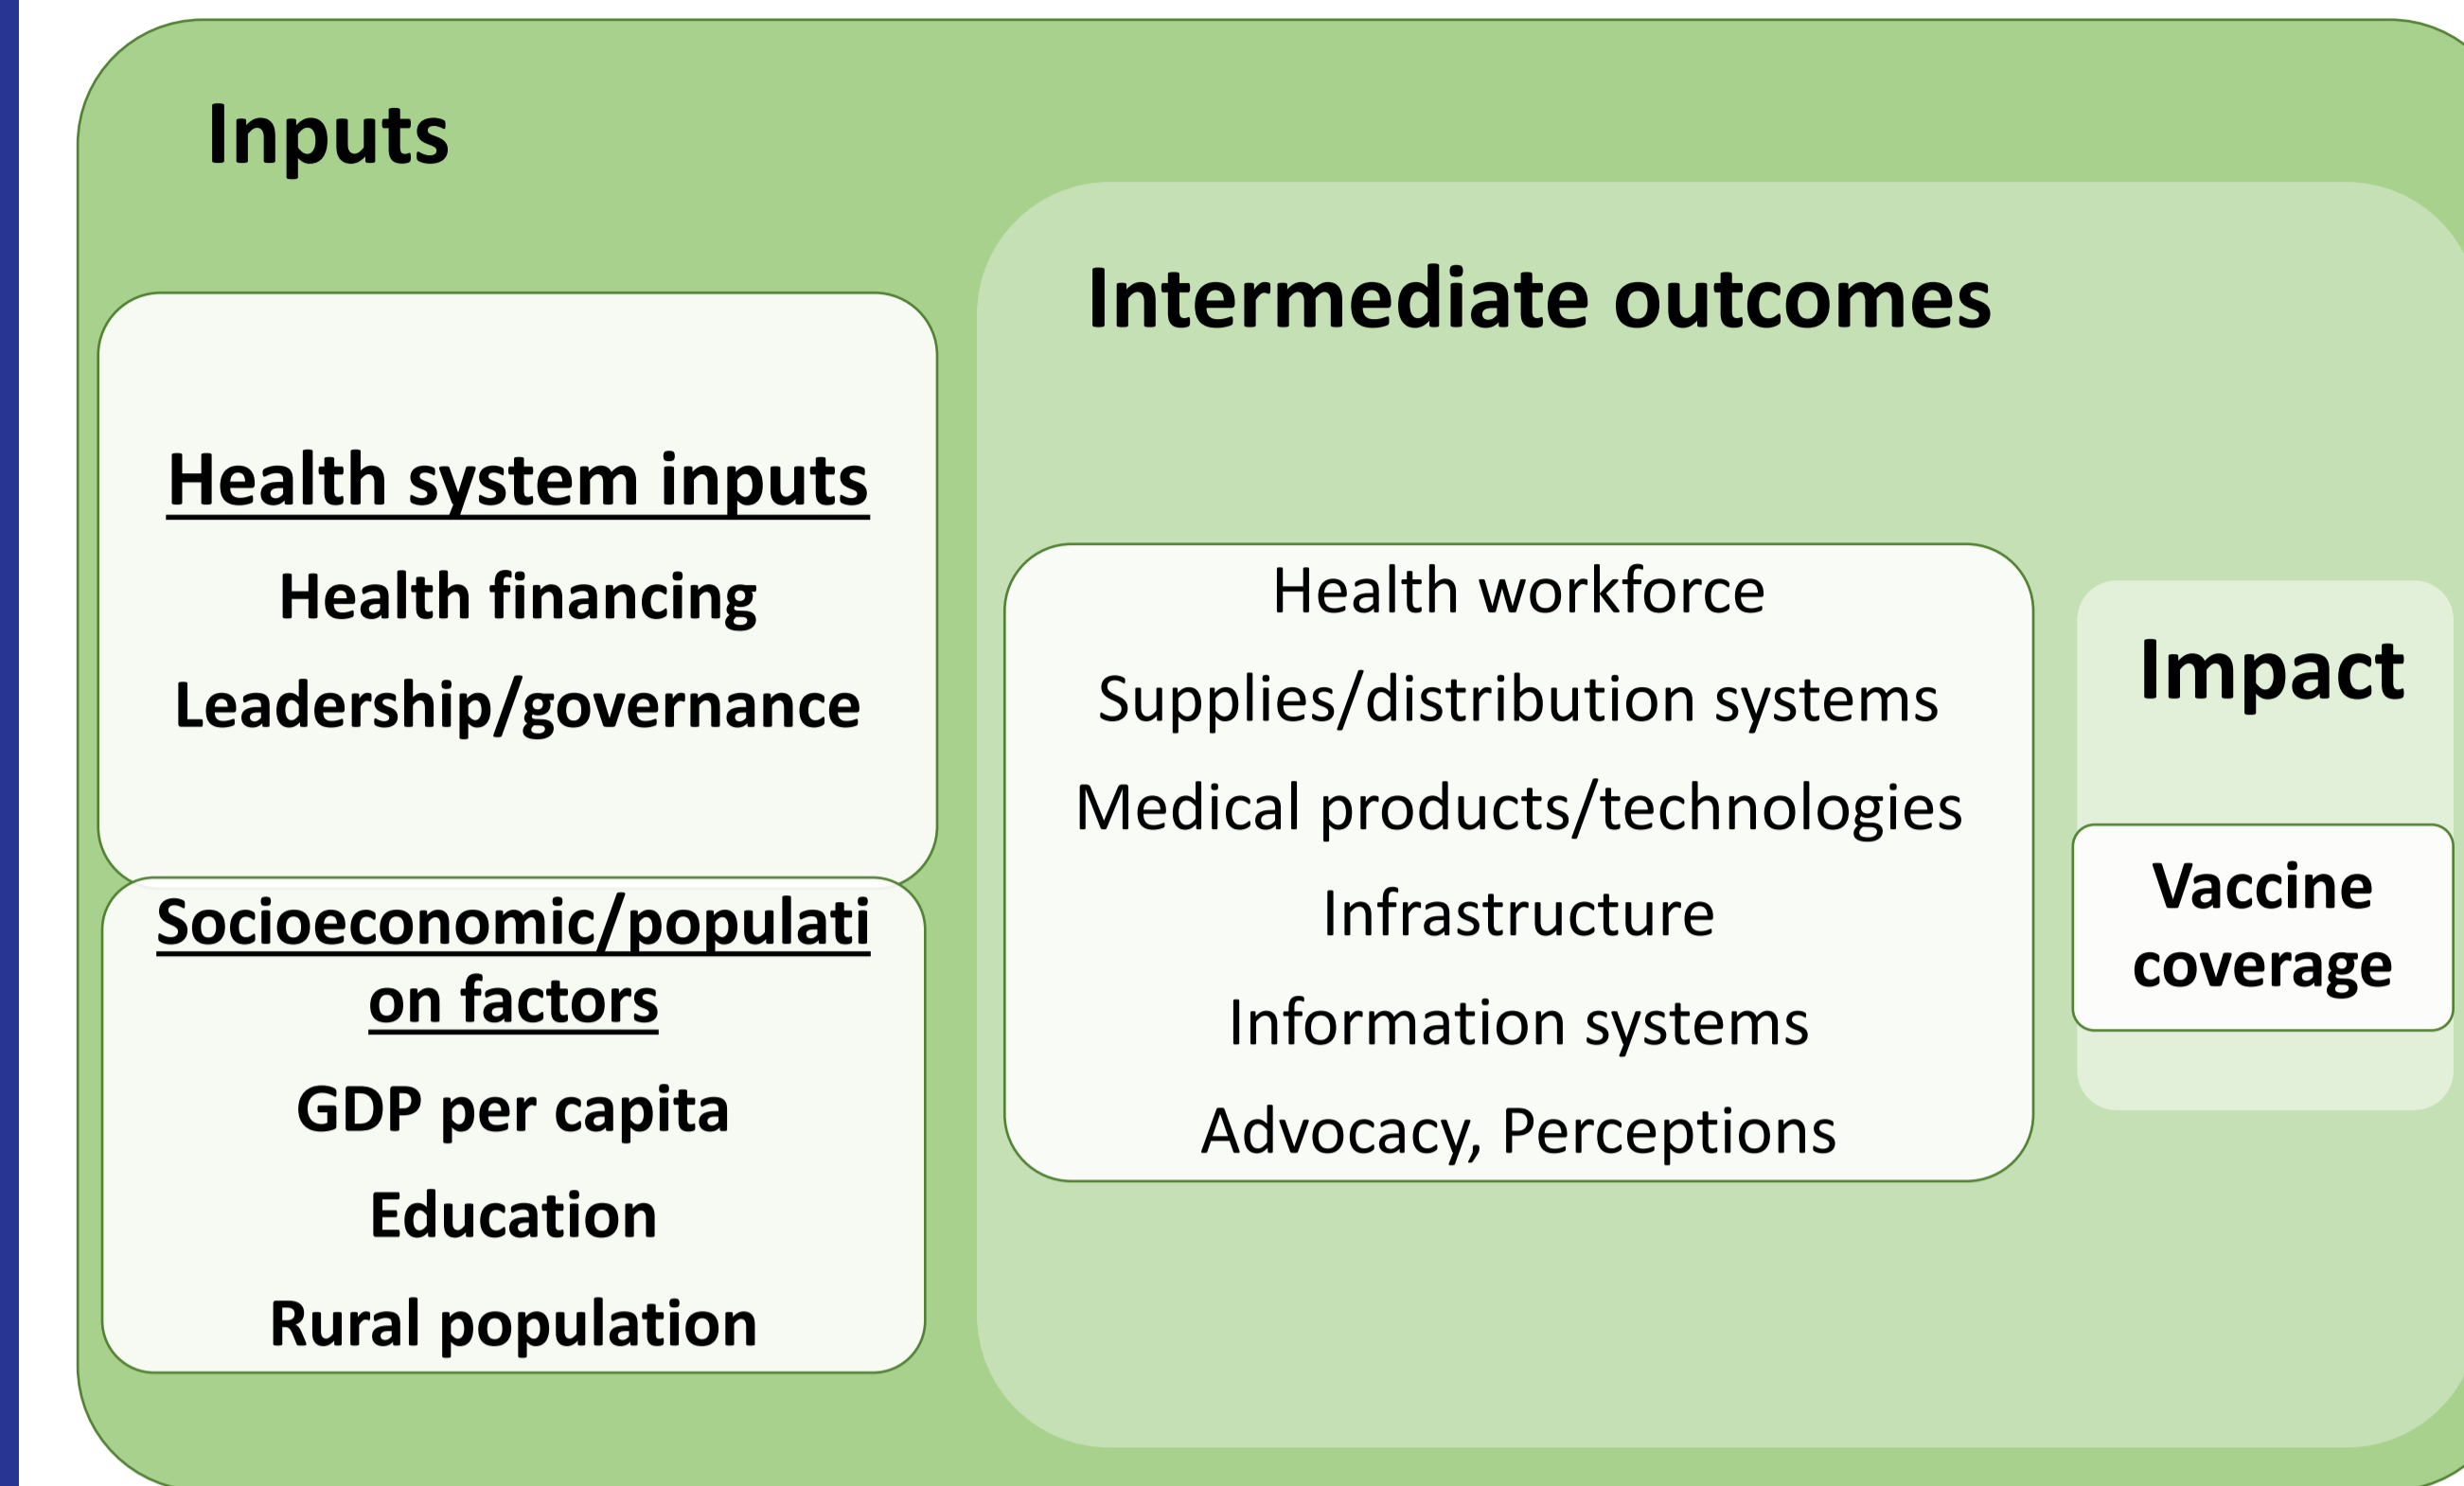 Inputs
Health system inputs
Health financing
Leadership/governance
Socioeconomic/populati
on factors
GDP per capita
Education
Rural population
Intermediate outcomes
Health workforce
Supplies/distribution systems
Medical products/technologies
Infrastructure
Information systems
Advocacy, Perceptions
Impact
Vaccine
coverage